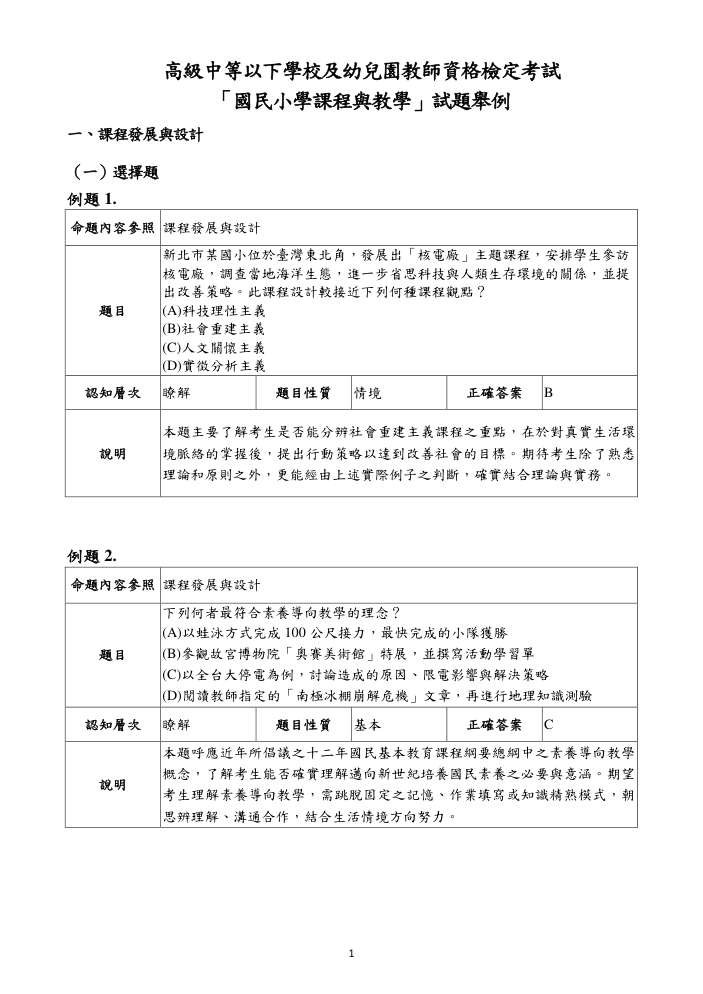 高級中等以下學校及幼兒園教師資格檢定考試
「國民小學課程與教學」試題舉例
一、課程發展與設計
（一）選擇題
例題 1.
命題內容參照 課程發展與設計
題目
新北市某國小位於臺灣東北角，發展出「核電廠」主題課程，安排學生參訪
核電廠，調查當地海洋生態，進一步省思科技與人類生存環境的關係，並提
出改善策略。此課程設計較接近下列何種課程觀點？
(A)科技理性主義
(B)社會重建主義
(C)人文關懷主義
(D)實徵分析主義
認知層次 瞭解 題目性質 情境 正確答案 B
說明
本題主要了解考生是否能分辨社會重建主義課程之重點，在於對真實生活環
境脈絡的掌握後，提出行動策略以達到改善社會的目標。期待考生除了熟悉
理論和原則之外，更能經由上述實際例子之判斷，確實結合理論與實務。
例題 2.
命題內容參照 課程發展與設計
題目
下列何者最符合素養導向教學的理念？
(A)以蛙泳方式完成 100 公尺接力，最快完成的小隊獲勝
(B)參觀故宮博物院「奧賽美術館」特展，並撰寫活動學習單
(C)以全台大停電為例，討論造成的原因、限電影響與解決策略
(D)閱讀教師指定的「南極冰棚崩解危機」文章，再進行地理知識測驗
認知層次 瞭解 題目性質 基本 正確答案 C
說明
本題呼應近年所倡議之十二年國民基本教育課程綱要總綱中之素養導向教學
概念，了解考生能否確實理解邁向新世紀培養國民素養之必要與意涵。期望
考生理解素養導向教學，需跳脫固定之記憶、作業填寫或知識精熟模式，朝
思辨理解、溝通合作，結合生活情境方向努力。
1